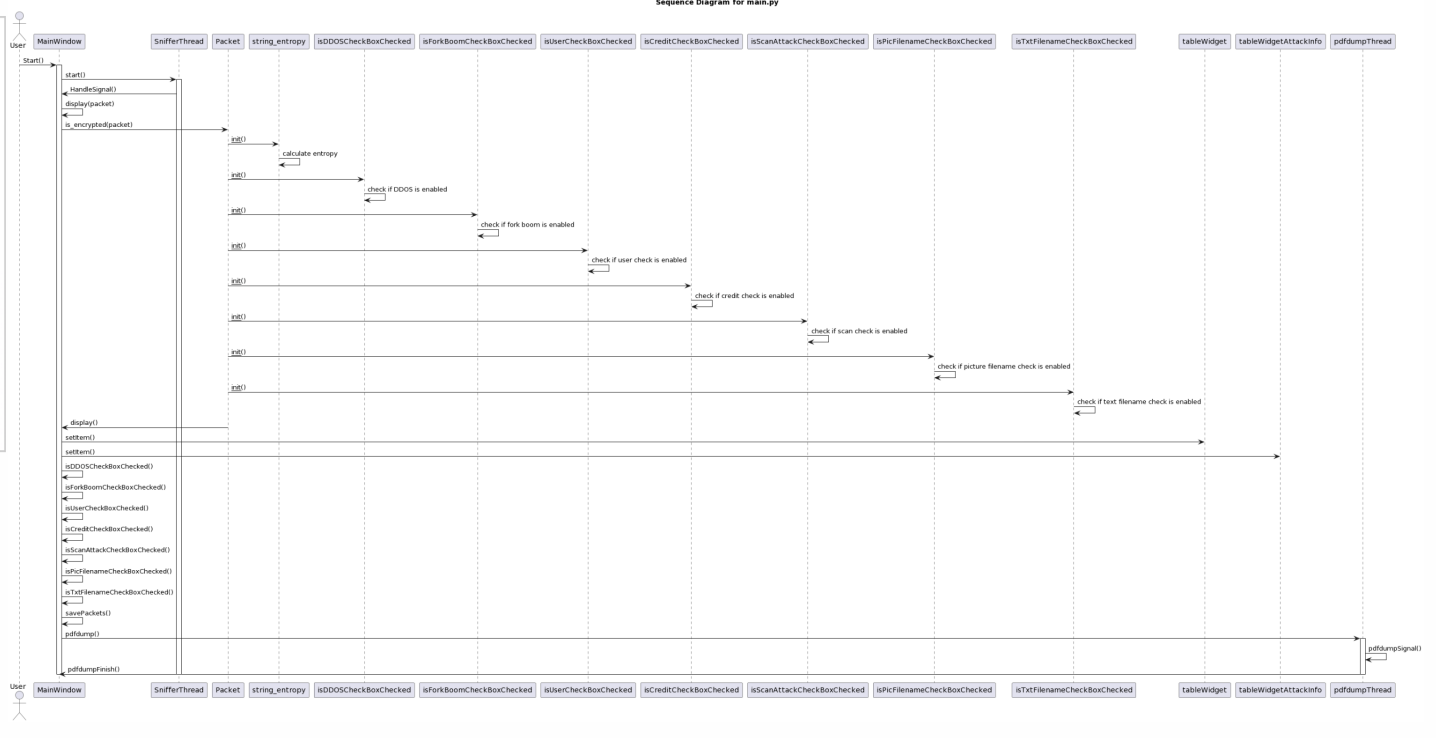 Sequence Diagram for main.py
User
MainWindow SnifferThread Packet string_entropy isDDOSCheckBoxChecked isForkBoomCheckBoxChecked isUserCheckBoxChecked isCreditCheckBoxChecked isScanAttackCheckBoxChecked isPicFilenameCheckBoxChecked isTxtFilenameCheckBoxChecked tableWidget tableWidgetAttackInfo pdfdumpThread
Start()
start()
HandleSignal()
display(packet)
is_encrypted(packet)
init()
calculate entropy
init()
check if DDOS is enabled
init()
check if fork boom is enabled
init()
check if user check is enabled
init()
check if credit check is enabled
init()
check if scan check is enabled
init()
check if picture filename check is enabled
init()
check if text filename check is enabled
display()
setItem()
setItem()
isDDOSCheckBoxChecked()
isForkBoomCheckBoxChecked()
isUserCheckBoxChecked()
isCreditCheckBoxChecked()
isScanAttackCheckBoxChecked()
isPicFilenameCheckBoxChecked()
isTxtFilenameCheckBoxChecked()
savePackets()
pdfdump()
pdfdumpSignal()
pdfdumpFinish()
User
MainWindow SnifferThread Packet string_entropy isDDOSCheckBoxChecked isForkBoomCheckBoxChecked isUserCheckBoxChecked isCreditCheckBoxChecked isScanAttackCheckBoxChecked isPicFilenameCheckBoxChecked isTxtFilenameCheckBoxChecked tableWidget tableWidgetAttackInfo pdfdumpThread